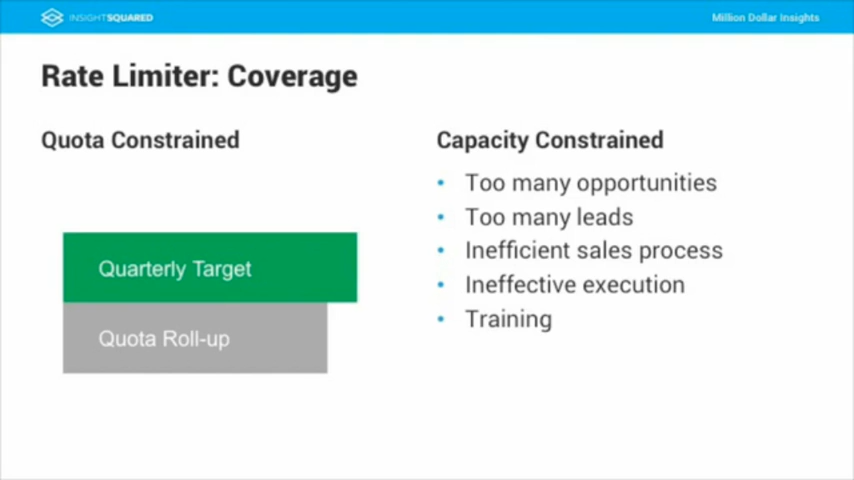 INSIGHTSQUARED
Million Dollar Insights
Rate Limiter: Coverage
Quota Constrained
Quarterly Target
Quota Roll-up
Capacity Constrained
• Too many opportunities
• Too many leads
• Inefficient sales process
• Ineffective execution
• Training